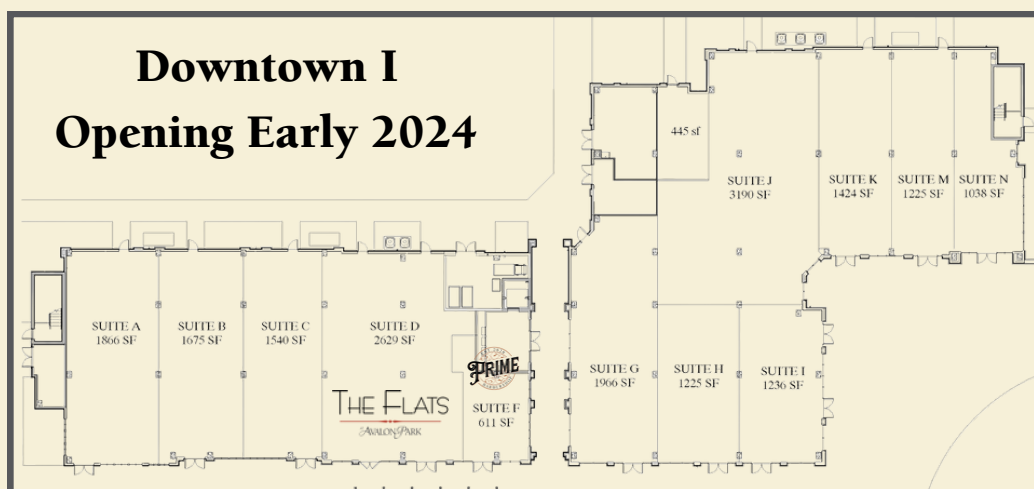 Downtown I
Opening Early 2024
445 sf
SUITE J
3190 SF
SUITE K
1424 SF
SUITE M
1225 SF
SUITE N
1038 SF
SUITE A
1866 SF
SUITE B
1675 SF
SUITE C
1540 SF
SUITE D
2629 SF
PRIME
THE FLATS
AVALON PARK
SUITE F
611 SF
SUITE G
1966 SF
SUITE H
1225 SF
SUITE I
1236 SF